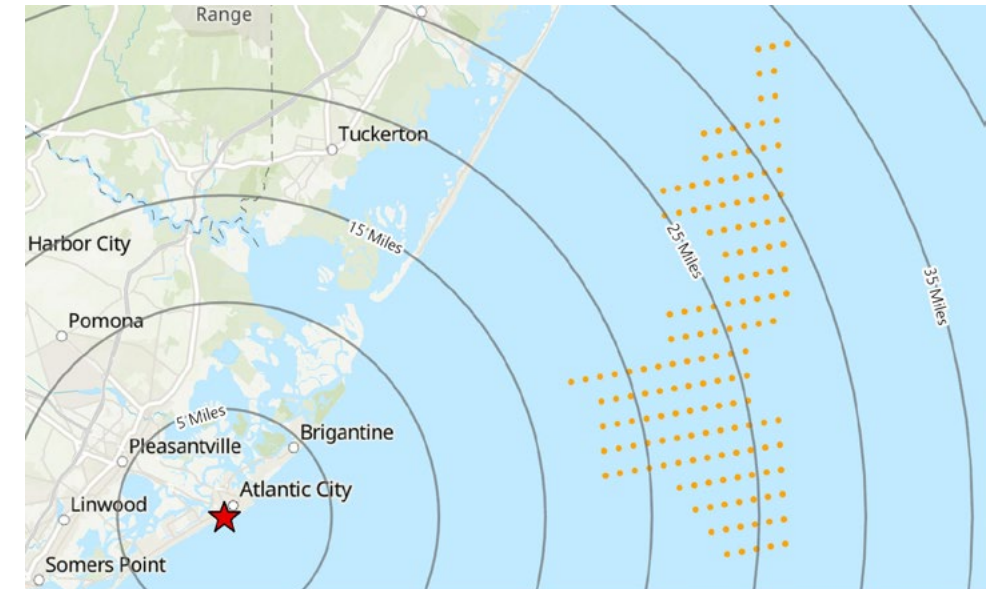 Range
Tuckerton
15 Miles
Harbor City
25 Miles
35 Miles
Pomona
5 Miles
Brigantine
Pleasantville
Atlantic City
Linwood
Somers Point